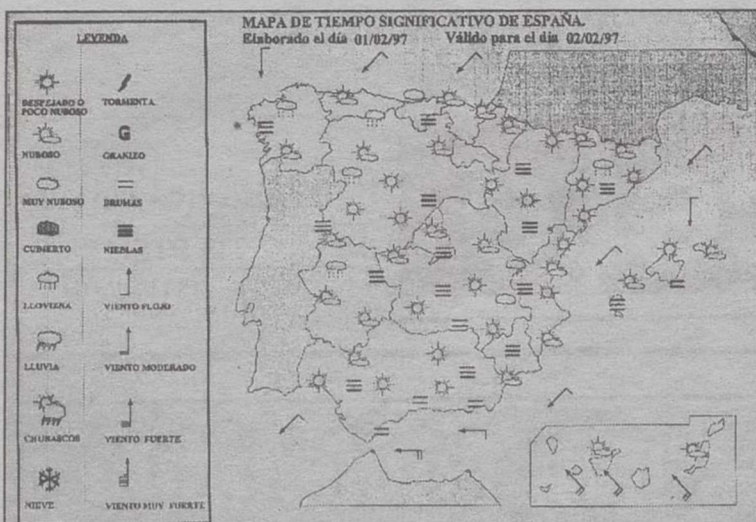 MAPA DE TIEMPO SIGNIFICATIVO DE ESPAÑA.
Elaborado el día 01/02/97 Válido para el día 02/02/97
LEYENDA
DESPEJADO O
POCO NUBOSO
TORMENTA
NUBOSO
G
GRANIZO
MUY NUBOSO
BRUMAS
CUBIERTO
NIEBLAS
LLOVIZNA
VIENTO FLOJO
LLUVIA
VIENTO MODERADO
CHUBASCOS
VIENTO FUERTE
NIEVE
VIENTO MUY FUERTE